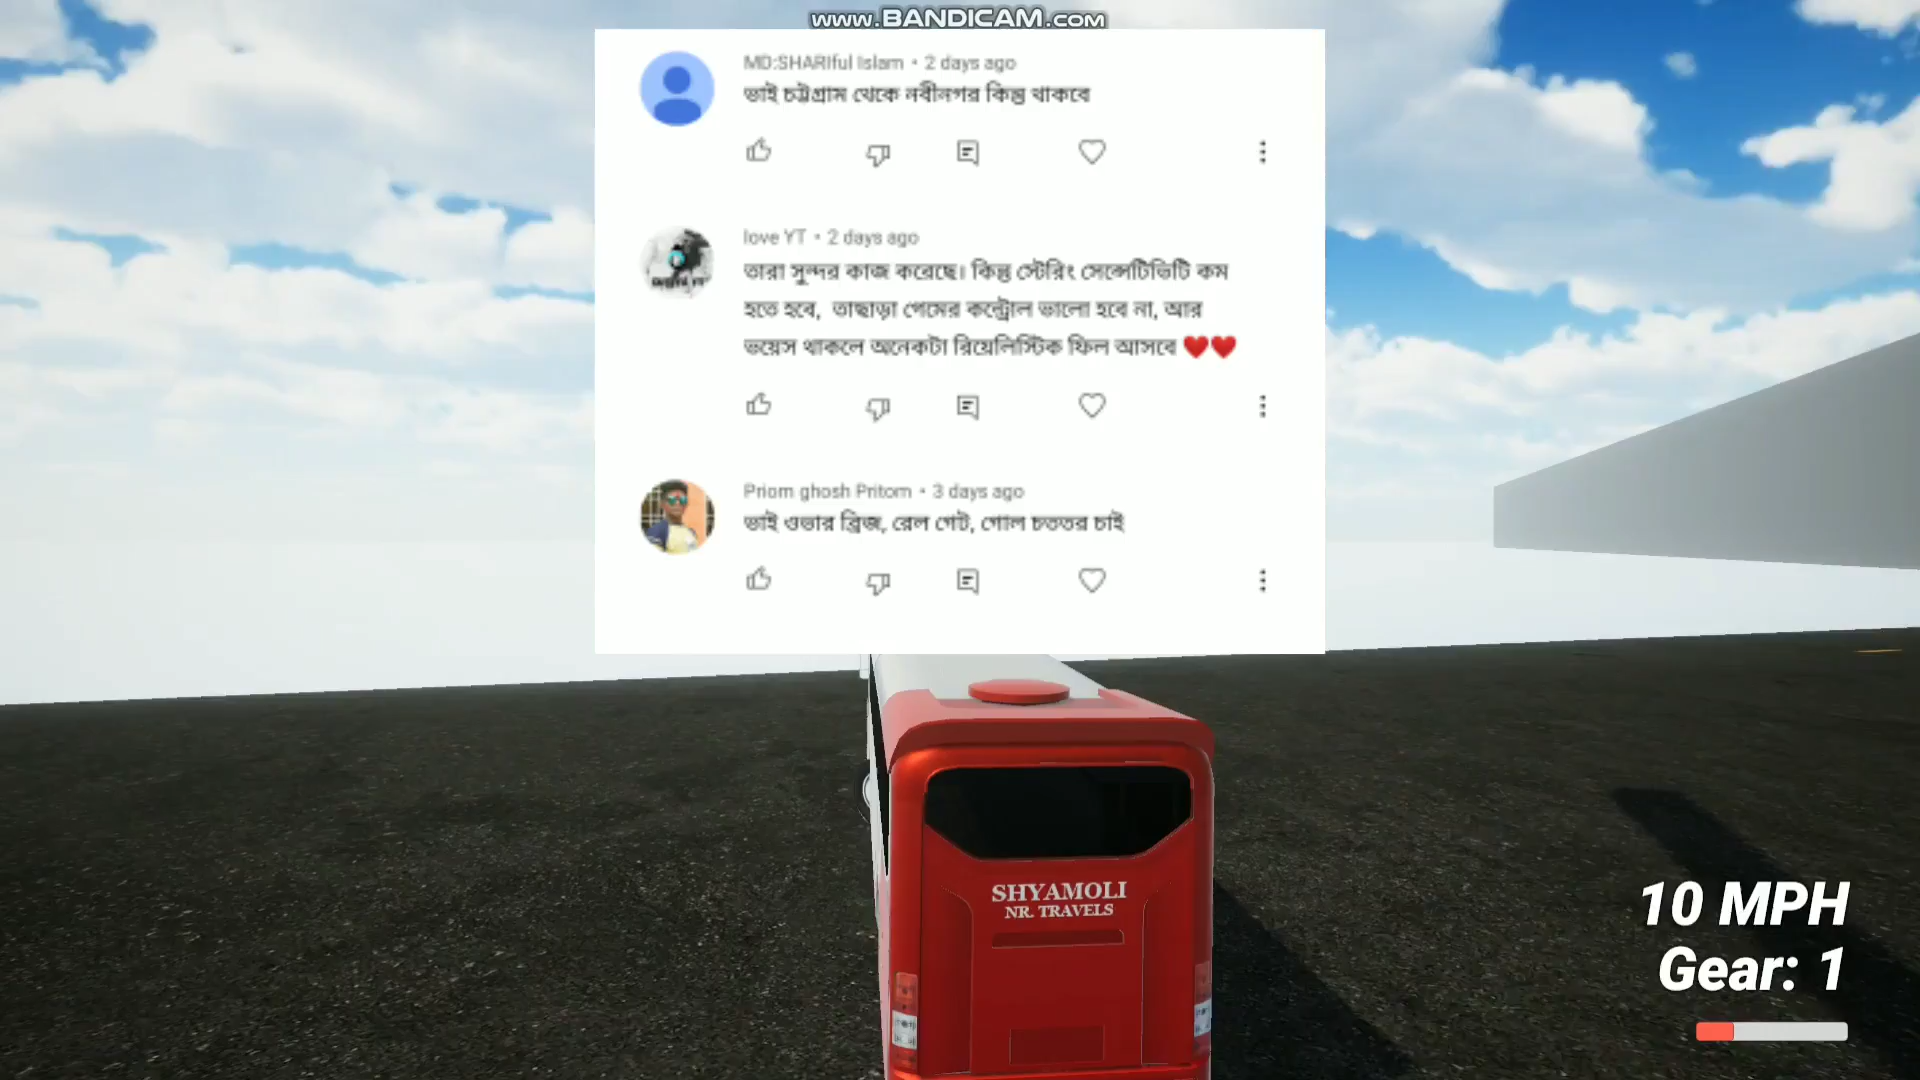 www.BANDICAM.com
MD:SHARIful Islam • 2 days ago
ভাই চট্টগ্রাম থেকে নবীনগর কিন্তু থাকবে
love YT • 2 days ago
তারা সুন্দর কাজ করেছে। কিন্তু স্টেরিং সেন্সেটিভিটি কম
হতে হবে, তাছাড়া গেমের কন্ট্রোল ভালো হবে না, আর
ভয়েস থাকলে অনেকটা রিয়েলিস্টিক ফিল আসবে ❤️❤️
Priom ghosh Pritom • 3 days ago
ভাই ওভার ব্রিজ, রেল গেট, গোল চততর চাই
SHYAMOLI
NR. TRAVELS
10 MPH
Gear: 1